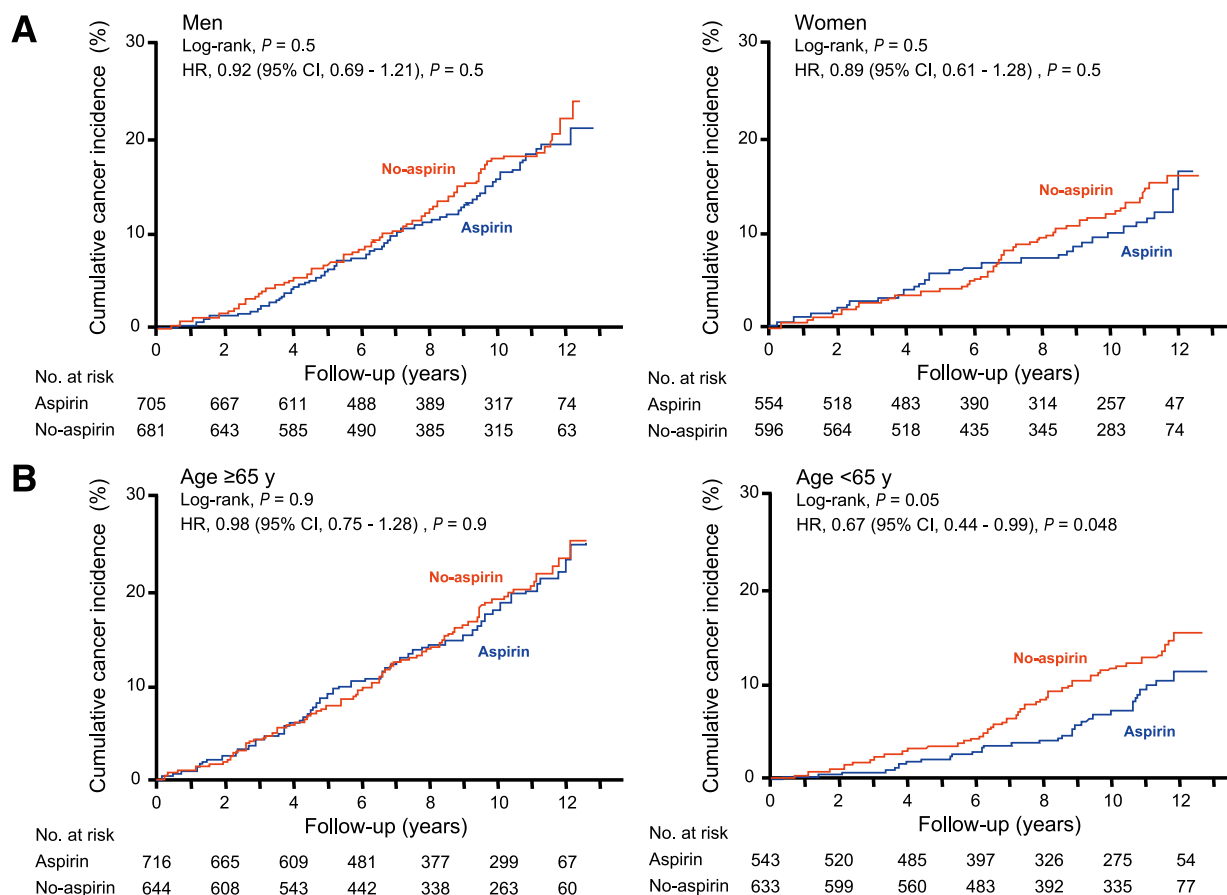 A
Men
Log-rank, P = 0.5
HR, 0.92 (95% CI, 0.69 - 1.21), P = 0.5
Cumulative cancer incidence (%)
30
20
10
0
No-aspirin
Aspirin
0 2 4 6 8 10 12
Follow-up (years)
No. at risk
Aspirin 705 667 611 488 389 317 74
No-aspirin 681 643 585 490 385 315 63
Women
Log-rank, P = 0.5
HR, 0.89 (95% CI, 0.61 - 1.28) , P = 0.5
Cumulative cancer incidence (%)
30
20
10
0
No-aspirin
Aspirin
0 2 4 6 8 10 12
Follow-up (years)
No. at risk
Aspirin 554 518 483 390 314 257 47
No-aspirin 596 564 518 435 345 283 74
B
Age ≥65 y
Log-rank, P = 0.9
HR, 0.98 (95% CI, 0.75 - 1.28) , P = 0.9
Cumulative cancer incidence (%)
30
20
10
0
No-aspirin
Aspirin
0 2 4 6 8 10 12
Follow-up (years)
No. at risk
Aspirin 716 665 609 481 377 299 67
No-aspirin 644 608 543 442 338 263 60
Age <65 y
Log-rank, P = 0.05
HR, 0.67 (95% CI, 0.44 - 0.99), P = 0.048
Cumulative cancer incidence (%)
30
20
10
0
No-aspirin
Aspirin
0 2 4 6 8 10 12
Follow-up (years)
No. at risk
Aspirin 543 520 485 397 326 275 54
No-aspirin 633 599 560 483 392 335 77